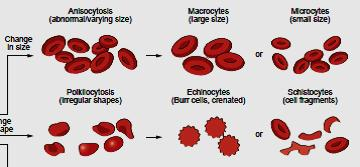 Anisocytosis
(abnormal/varying size)
Macrocytes
(large size)
Microcytes
(small size)
Change
in size
or
Poikilocytosis
(irregular shapes)
Echinocytes
(Burr cells, crenated)
Schistocytes
(cell fragments)
or